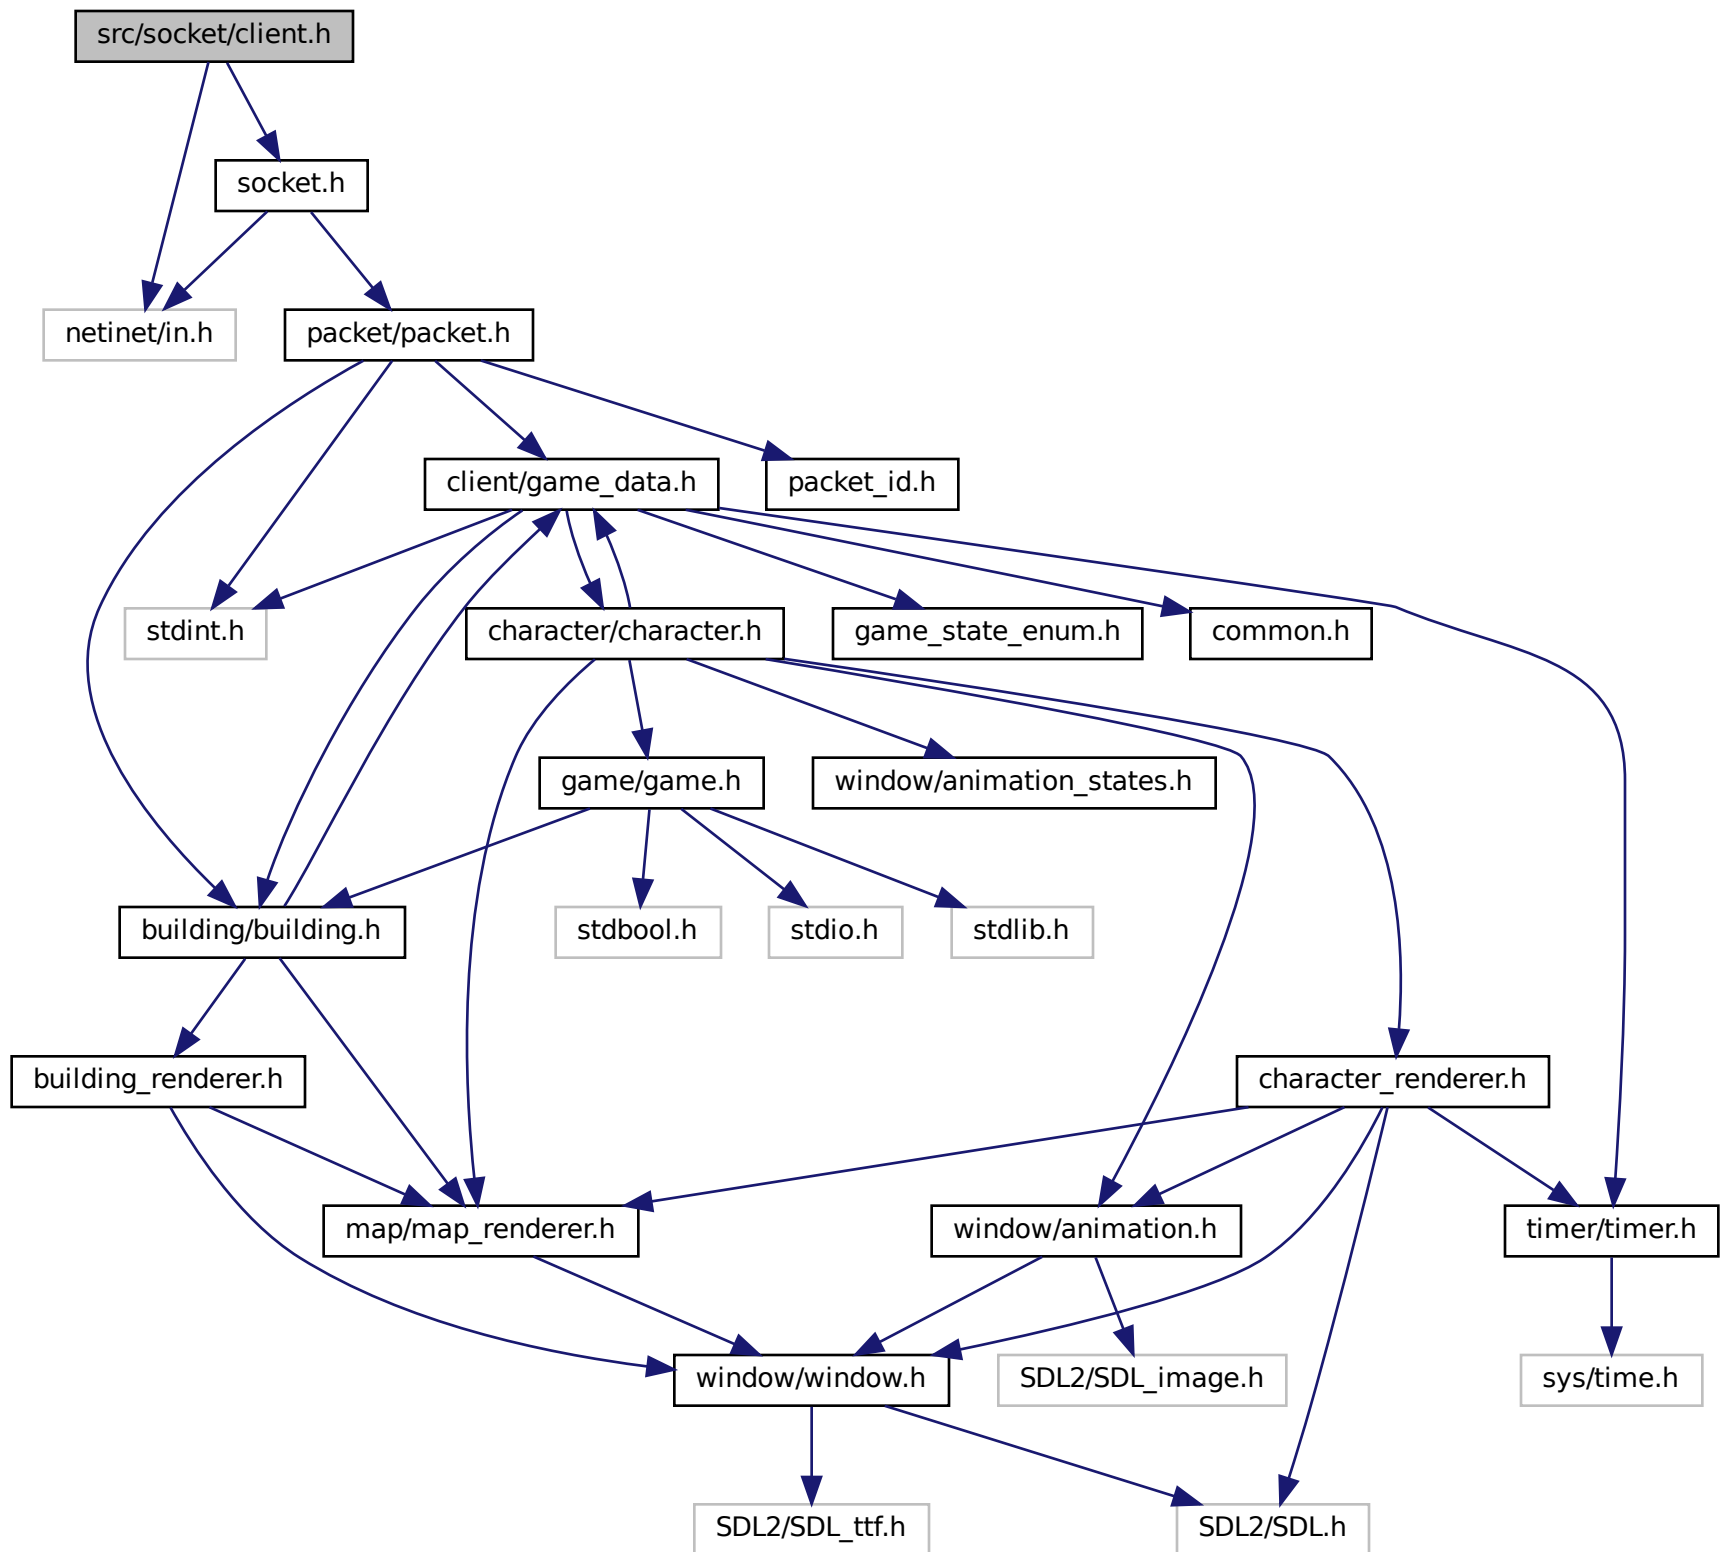 src/socket/client.h
socket.h
netinet/in.h
packet/packet.h
client/game_data.h
packet_id.h
stdint.h
character/character.h
game_state_enum.h
common.h
game/game.h
window/animation_states.h
building/building.h
stdbool.h
stdio.h
stdlib.h
building_renderer.h
character_renderer.h
map/map_renderer.h
window/animation.h
timer/timer.h
window/window.h
SDL2/SDL_image.h
sys/time.h
SDL2/SDL_ttf.h
SDL2/SDL.h